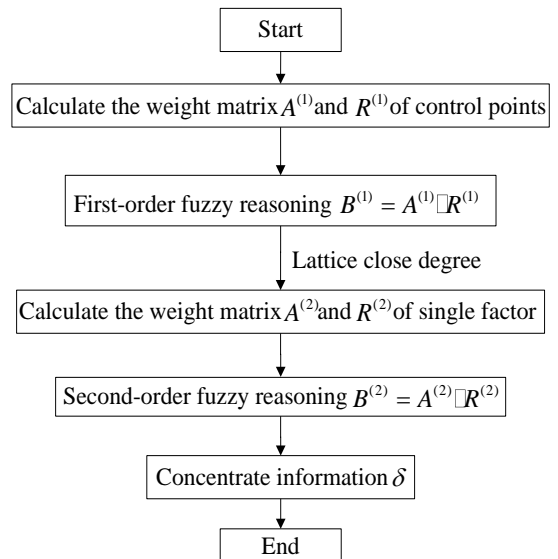 Start
Calculate the weight matrix A⁽¹⁾ and R⁽¹⁾ of control points
First-order fuzzy reasoning B⁽¹⁾ = A⁽¹⁾□R⁽¹⁾
Lattice close degree
Calculate the weight matrix A⁽²⁾ and R⁽²⁾ of single factor
Second-order fuzzy reasoning B⁽²⁾ = A⁽²⁾□R⁽²⁾
Concentrate information δ
End